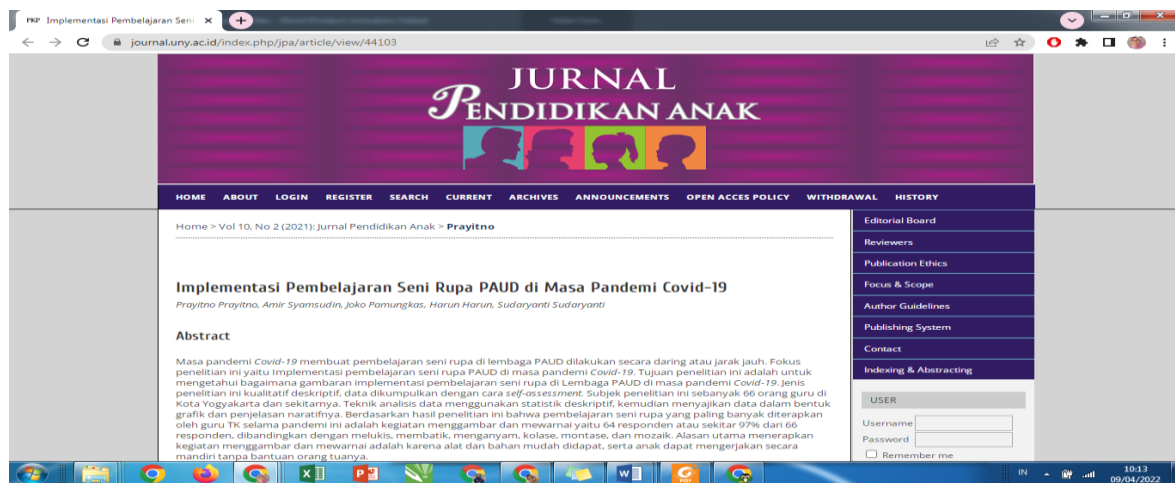 PKP Implementasi Pembelajaran Seni
journal.uny.ac.id/index.php/jpa/article/view/44103
JURNAL
PENDIDIKAN ANAK
HOME ABOUT LOGIN REGISTER SEARCH CURRENT ARCHIVES ANNOUNCEMENTS OPEN ACCES POLICY WITHDRAWAL HISTORY
Home > Vol 10, No 2 (2021): Jurnal Pendidikan Anak > Prayitno
Implementasi Pembelajaran Seni Rupa PAUD di Masa Pandemi Covid-19
Prayitno Prayitno, Amir Syamsudin, Joko Pamungkas, Harun Harun, Sudaryanti Sudaryanti
Abstract
Masa pandemi Covid-19 membuat pembelajaran seni rupa di lembaga PAUD dilakukan secara daring atau jarak jauh. Fokus
penelitian ini yaitu Implementasi pembelajaran seni rupa PAUD di masa pandemi Covid-19. Tujuan penelitian ini adalah untuk
mengetahui bagaimana gambaran implementasi pembelajaran seni rupa di Lembaga PAUD di masa pandemi Covid-19. Jenis
penelitian ini kualitatif deskriptif, data dikumpulkan dengan cara self-assessment. Subjek penelitian ini sebanyak 66 orang guru di
Kota Yogyakarta dan sekitarnya. Teknik analisis data menggunakan statistik deskriptif, kemudian menyajikan data dalam bentuk
grafik dan penjelasan naratifnya. Berdasarkan hasil penelitian ini bahwa pembelajaran seni rupa yang paling banyak diterapkan
oleh guru TK selama pandemi ini adalah kegiatan menggambar dan mewarnai yaitu 64 responden atau sekitar 97% dari 66
responden, dibandingkan dengan melukis, membatik, menganyam, kolase, montase, dan mozaik. Alasan utama menerapkan
kegiatan menggambar dan mewarnai adalah karena alat dan bahan mudah didapat, serta anak dapat mengerjakan secara
mandiri tanpa bantuan orang tuanya.
Editorial Board
Reviewers
Publication Ethics
Focus & Scope
Author Guidelines
Publishing System
Contact
Indexing & Abstracting
USER
Username
Password
Remember me
IN
10:13
09/04/2022